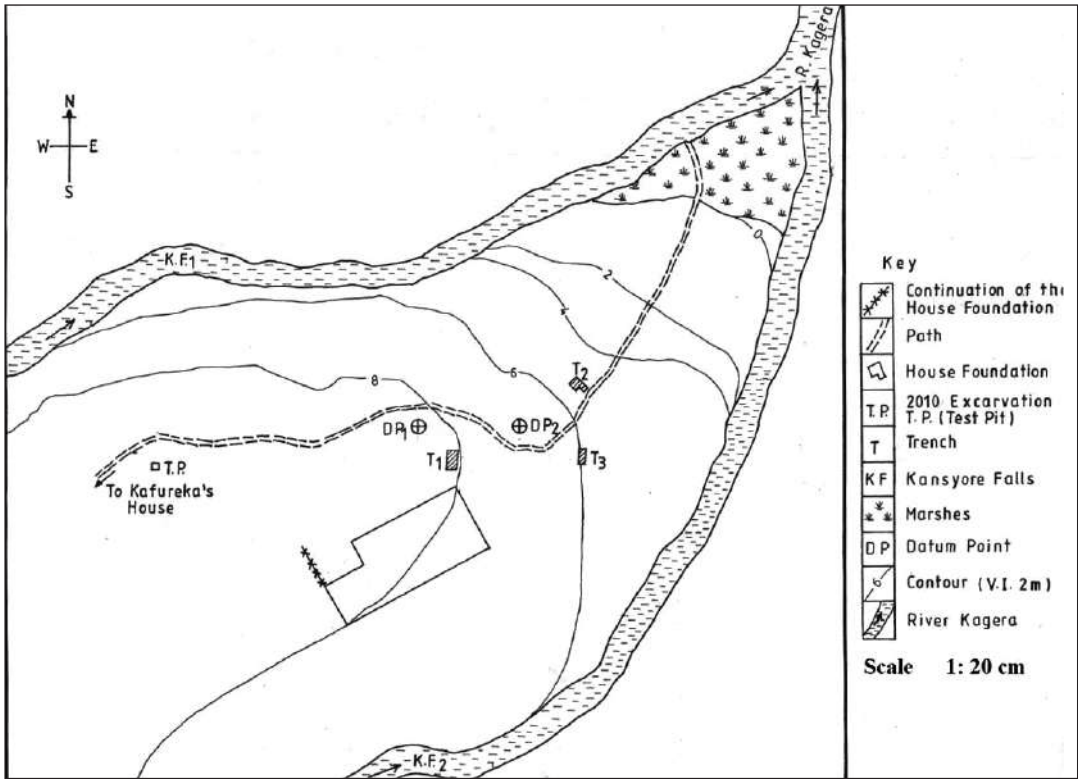 R. Kagera
N
W E
S
K.F.1
0
2
4
T2
6
8
DP1
DP2
T1
T3
T.P.
To Kafureka's
House
K.F.2
Key
Continuation of the
House Foundation
Path
House Foundation
T.P. 2010 Excarvation
T.P. (Test Pit)
T Trench
KF Kansyore Falls
Marshes
DP Datum Point
6 Contour (V.I. 2m)
River Kagera
Scale 1: 20 cm